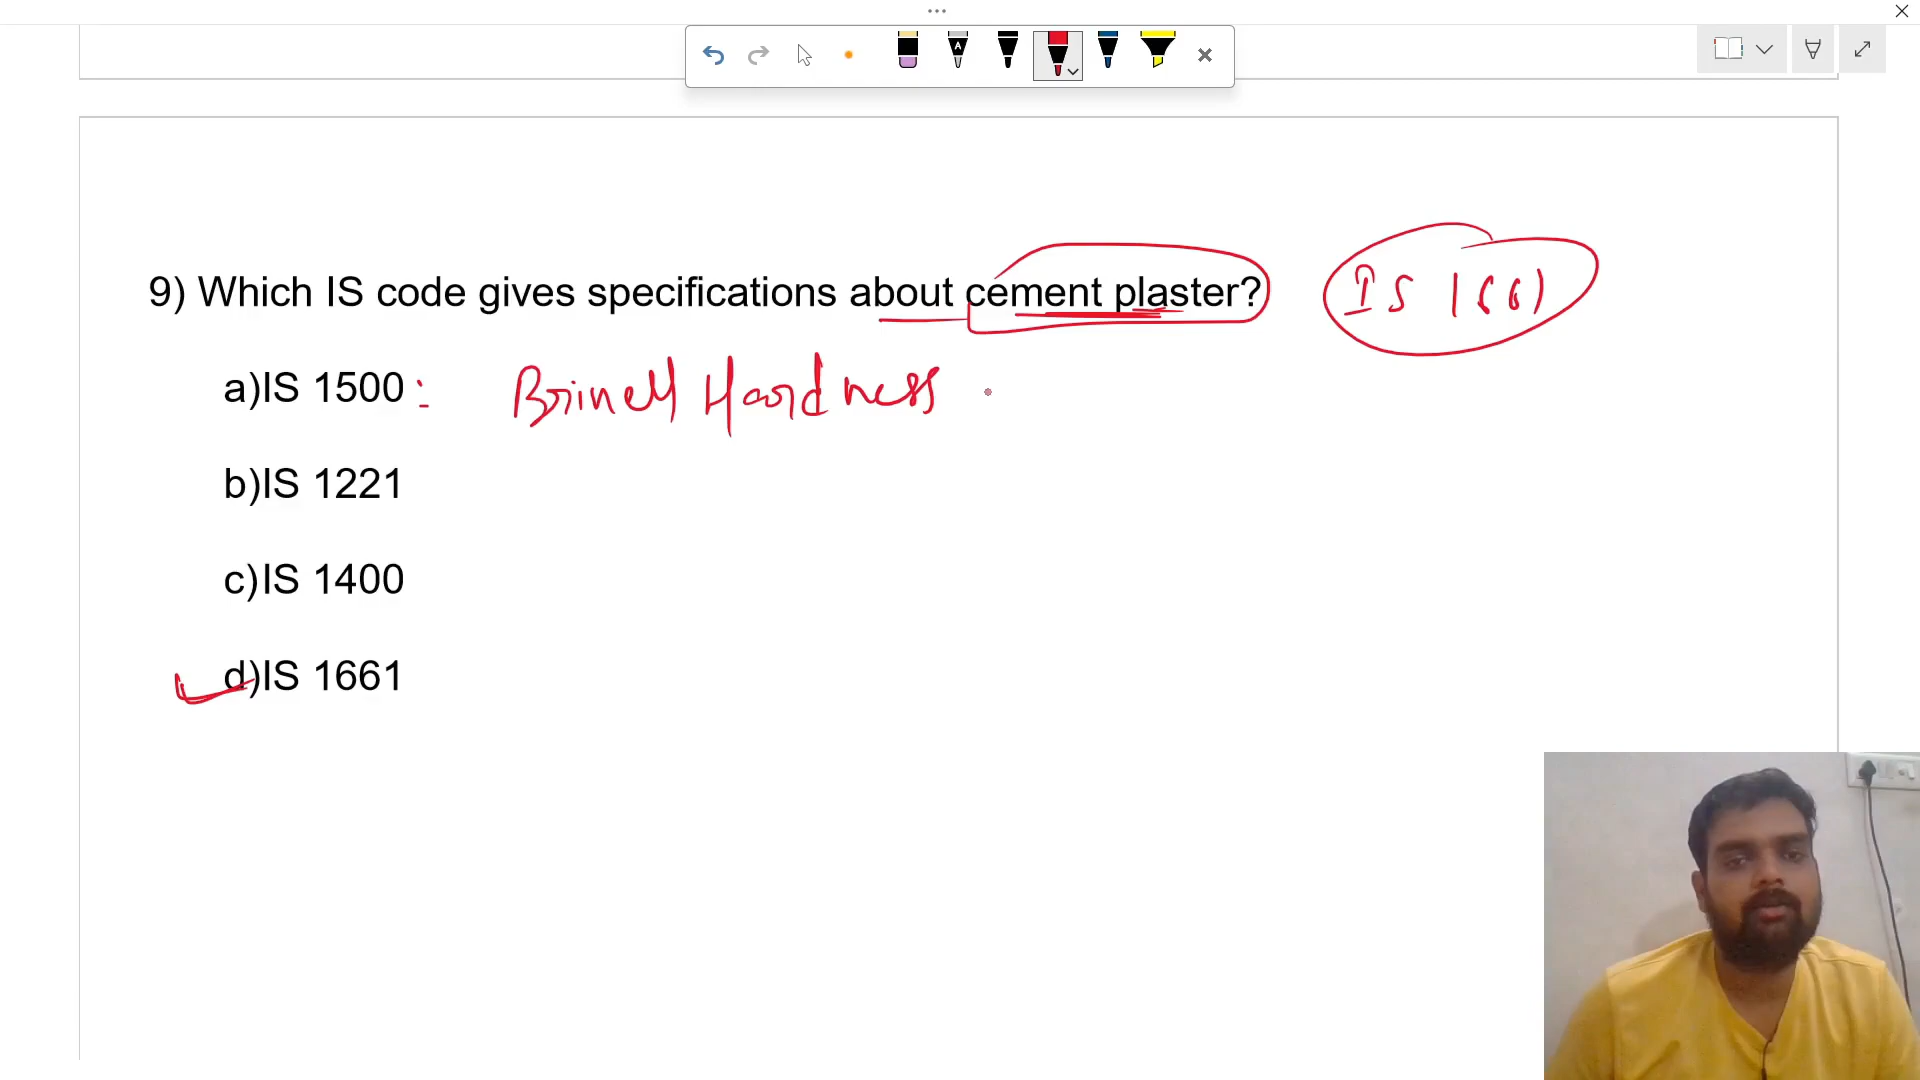 9) Which IS code gives specifications about cement plaster? IS 1661
a)IS 1500 : Brinell Hardness
b)IS 1221
c)IS 1400
d)IS 1661